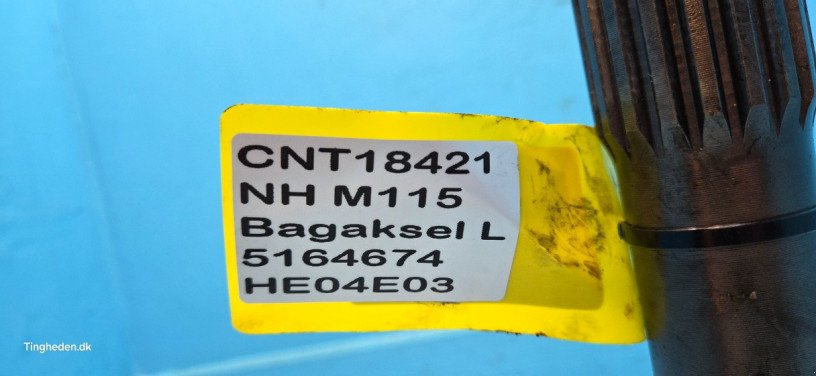 CNT18421
NH M115
Bagaksel L
5164674
HE04E03
Tingheden.dk